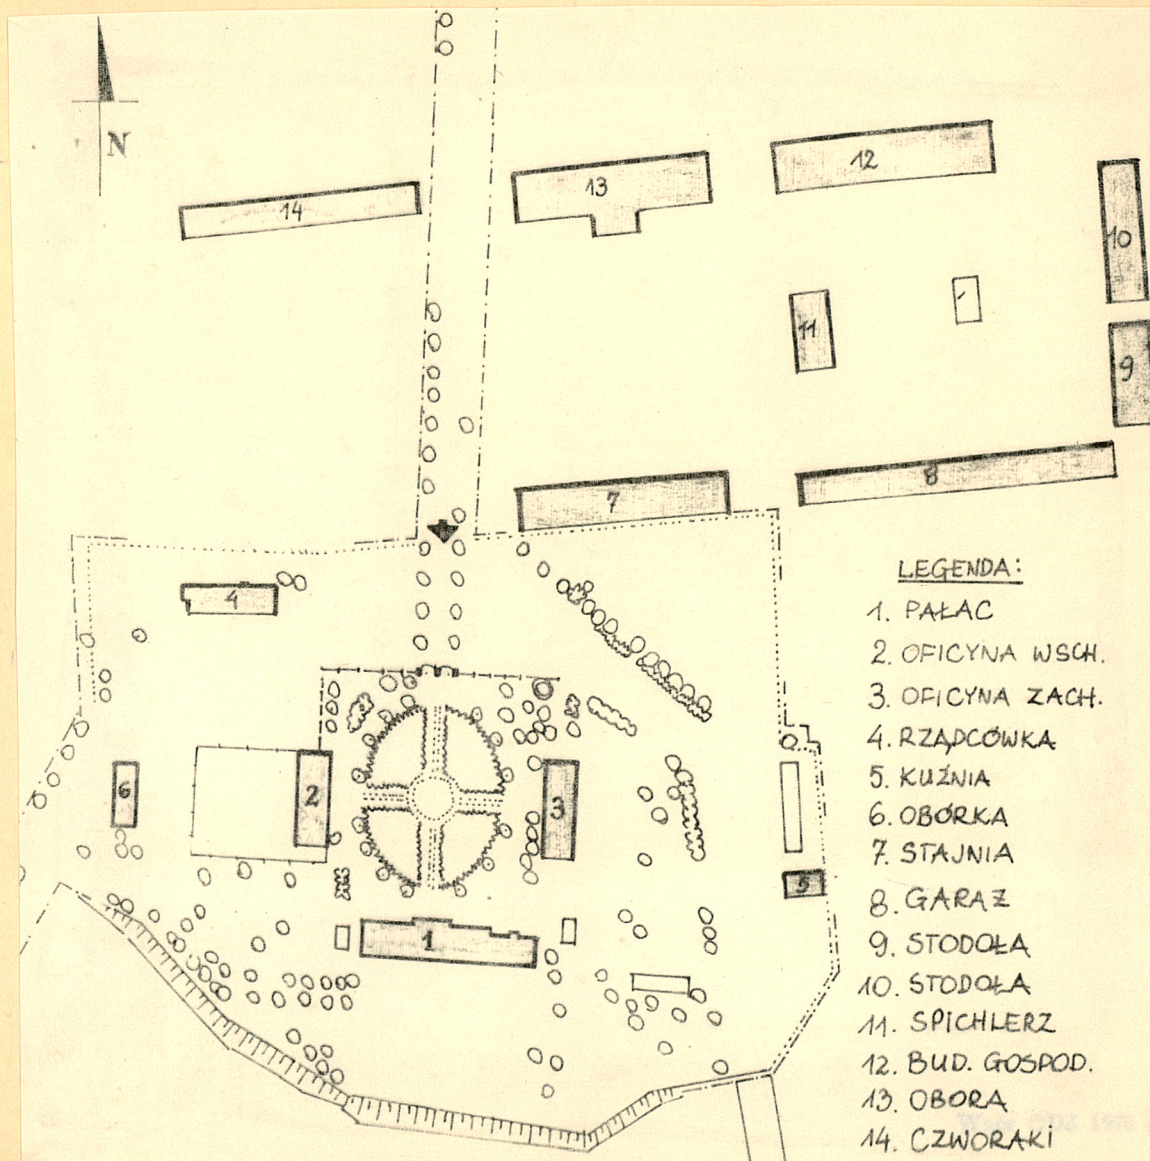 N
14
13
12
10
11
9
7
8
4
6
2
3
5
1
LEGENDA:
1. PAŁAC
2. OFICYNA WSCH.
3. OFICYNA ZACH.
4. RZĄDCÓWKA
5. KUŹNIA
6. OBÓRKA
7. STAJNIA
8. GARAŻ
9. STODOŁA
10. STODOŁA
11. SPICHLERZ
12. BUD. GOSPOD.
13. OBORA
14. CZWORAKI